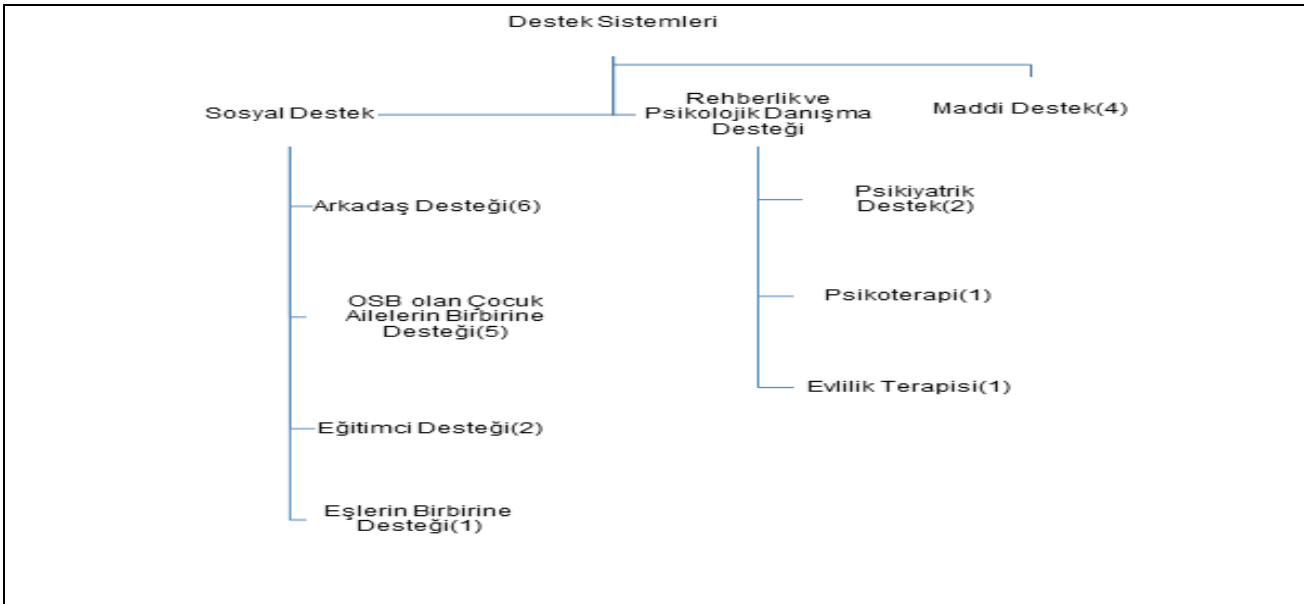 Destek Sistemleri
Sosyal Destek
Rehberlik ve
Psikolojik Danışma
Desteği
Maddi Destek(4)
Arkadaş Desteği(6)
OSB olan Çocuk
Ailelerin Birbirine
Desteği(5)
Eğitimci Desteği(2)
Eşlerin Birbirine
Desteği(1)
Psikiyatrik
Destek(2)
Psikoterapi(1)
Evlilik Terapisi(1)